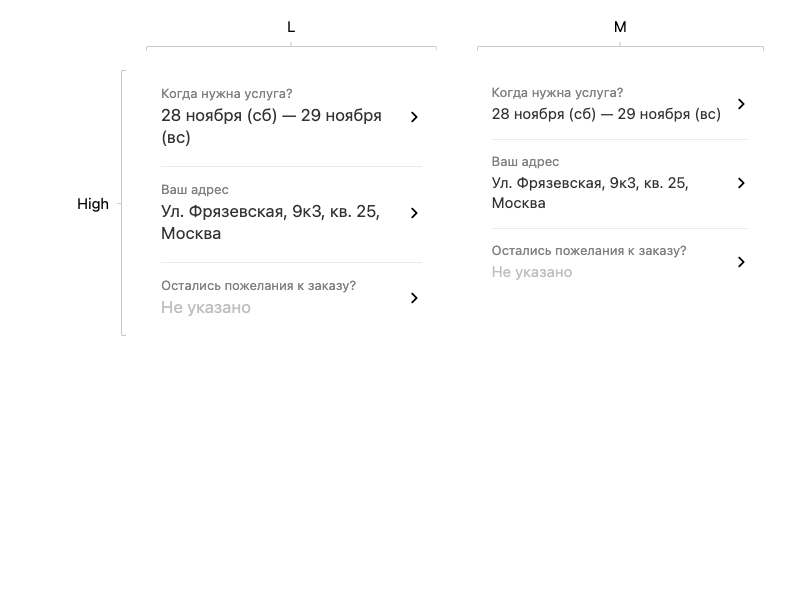 L
M
High
Когда нужна услуга?
28 ноября (сб) — 29 ноября
(вс)
Ваш адрес
Ул. Фрязевская, 9к3, кв. 25,
Москва
Остались пожелания к заказу?
Не указано
Когда нужна услуга?
28 ноября (сб) — 29 ноября (вс)
Ваш адрес
Ул. Фрязевская, 9к3, кв. 25,
Москва
Остались пожелания к заказу?
Не указано